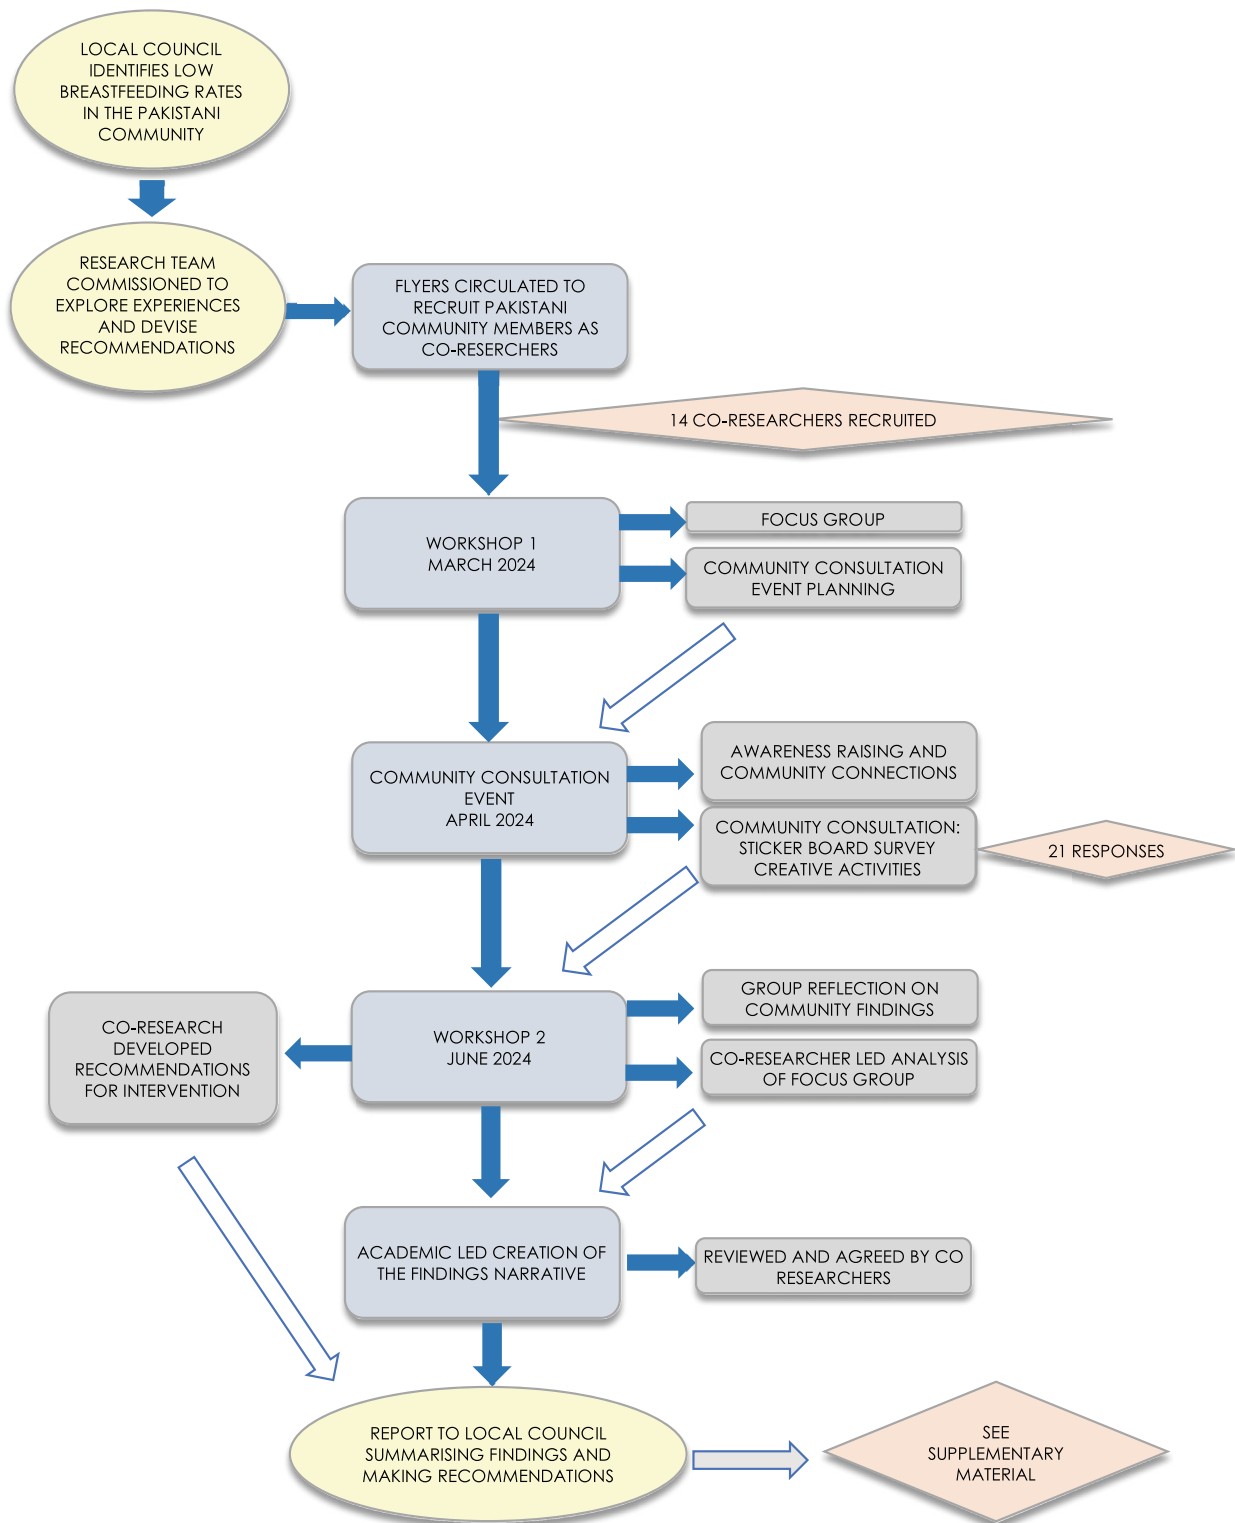 LOCAL COUNCIL
IDENTIFIES LOW
BREASTFEEDING RATES
IN THE PAKISTANI
COMMUNITY
RESEARCH TEAM
COMMISSIONED TO
EXPLORE EXPERIENCES
AND DEVISE
RECOMMENDATIONS
FLYERS CIRCULATED TO
RECRUIT PAKISTANI
COMMUNITY MEMBERS AS
CO-RESERCHERS
14 CO-RESEARCHERS RECRUITED
WORKSHOP 1
MARCH 2024
FOCUS GROUP
COMMUNITY CONSULTATION
EVENT PLANNING
COMMUNITY CONSULTATION
EVENT
APRIL 2024
AWARENESS RAISING AND
COMMUNITY CONNECTIONS
COMMUNITY CONSULTATION:
STICKER BOARD SURVEY
CREATIVE ACTIVITIES
21 RESPONSES
WORKSHOP 2
JUNE 2024
GROUP REFLECTION ON
COMMUNITY FINDINGS
CO-RESEARCHER LED ANALYSIS
OF FOCUS GROUP
CO-RESEARCH
DEVELOPED
RECOMMENDATIONS
FOR INTERVENTION
ACADEMIC LED CREATION OF
THE FINDINGS NARRATIVE
REVIEWED AND AGREED BY CO
RESEARCHERS
REPORT TO LOCAL COUNCIL
SUMMARISING FINDINGS AND
MAKING RECOMMENDATIONS
SEE
SUPPLEMENTARY
MATERIAL